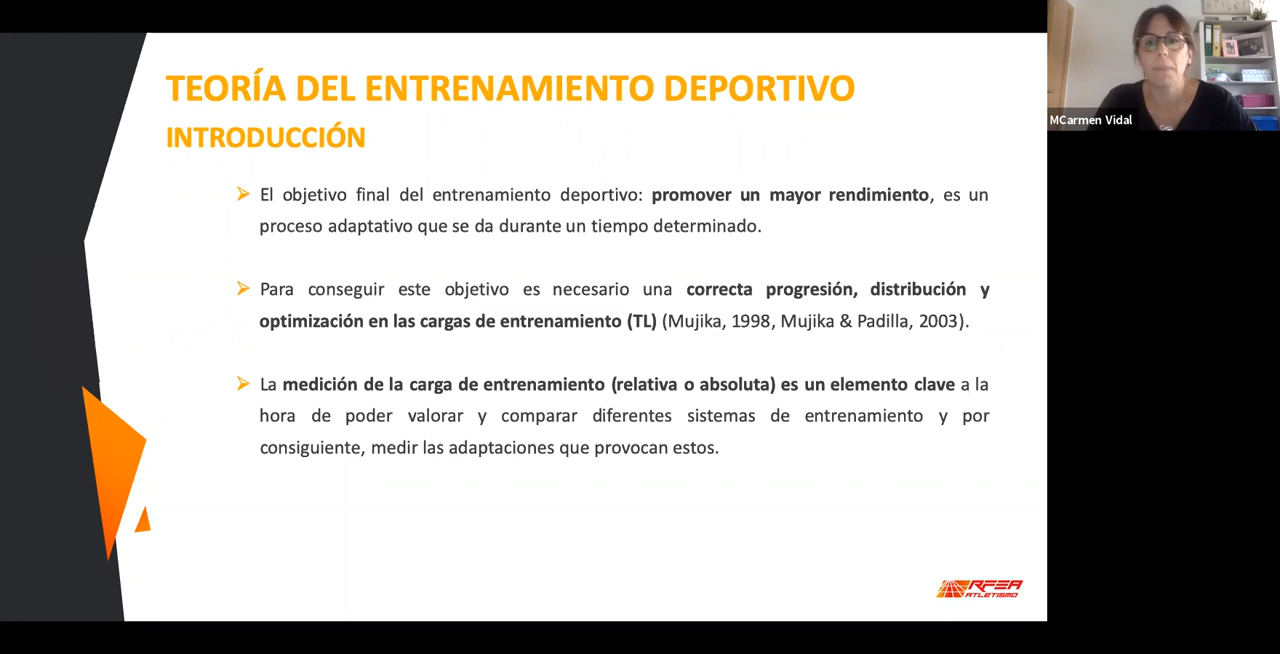 TEORÍA DEL ENTRENAMIENTO DEPORTIVO
INTRODUCCIÓN
El objetivo final del entrenamiento deportivo: promover un mayor rendimiento, es un
proceso adaptativo que se da durante un tiempo determinado.
Para conseguir este objetivo es necesario una correcta progresión, distribución y
optimización en las cargas de entrenamiento (TL) (Mujika, 1998, Mujika & Padilla, 2003).
La medición de la carga de entrenamiento (relativa o absoluta) es un elemento clave a la
hora de poder valorar y comparar diferentes sistemas de entrenamiento y por
consiguiente, medir las adaptaciones que provocan estos.
RFEA
ATLETISMO
MCarmen Vidal